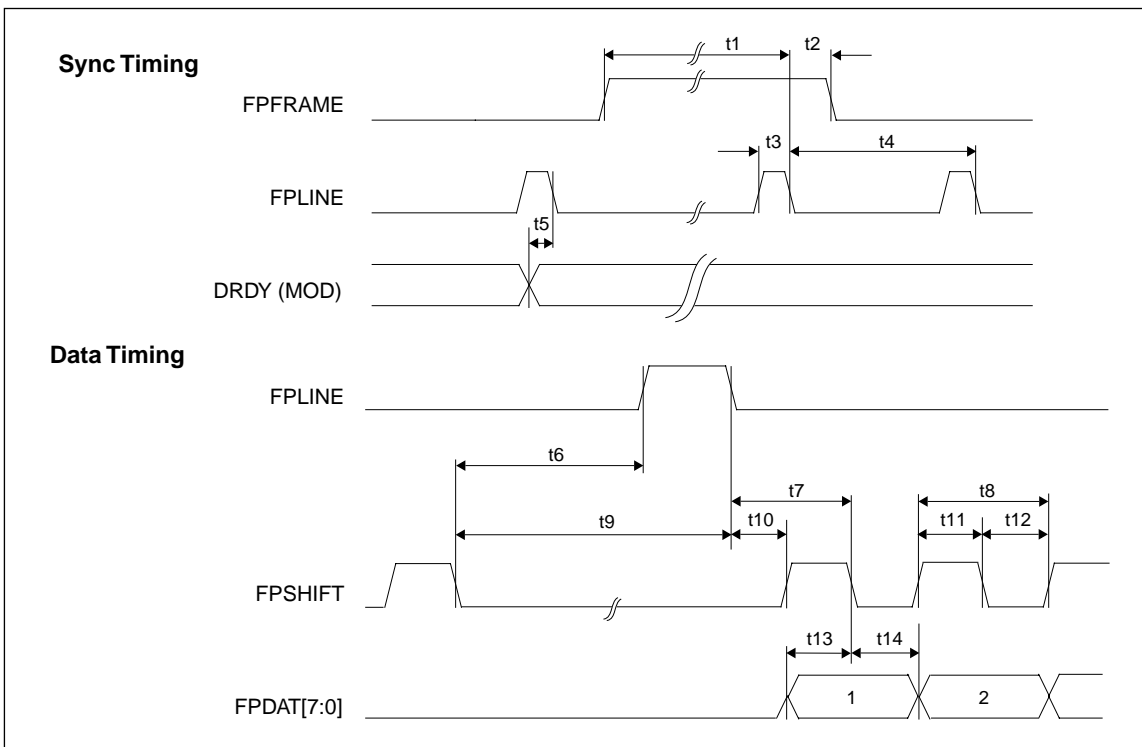 Sync Timing
t1
t2
FPFRAME
t3
t4
FPLINE
t5
DRDY (MOD)
Data Timing
FPLINE
t6
t7
t8
t9
t10
t11
t12
FPSHIFT
t13
t14
FPDAT[7:0]
1
2